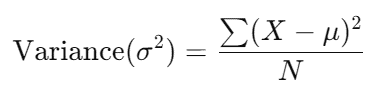 Variance(σ²) = ∑(X − μ)² / N